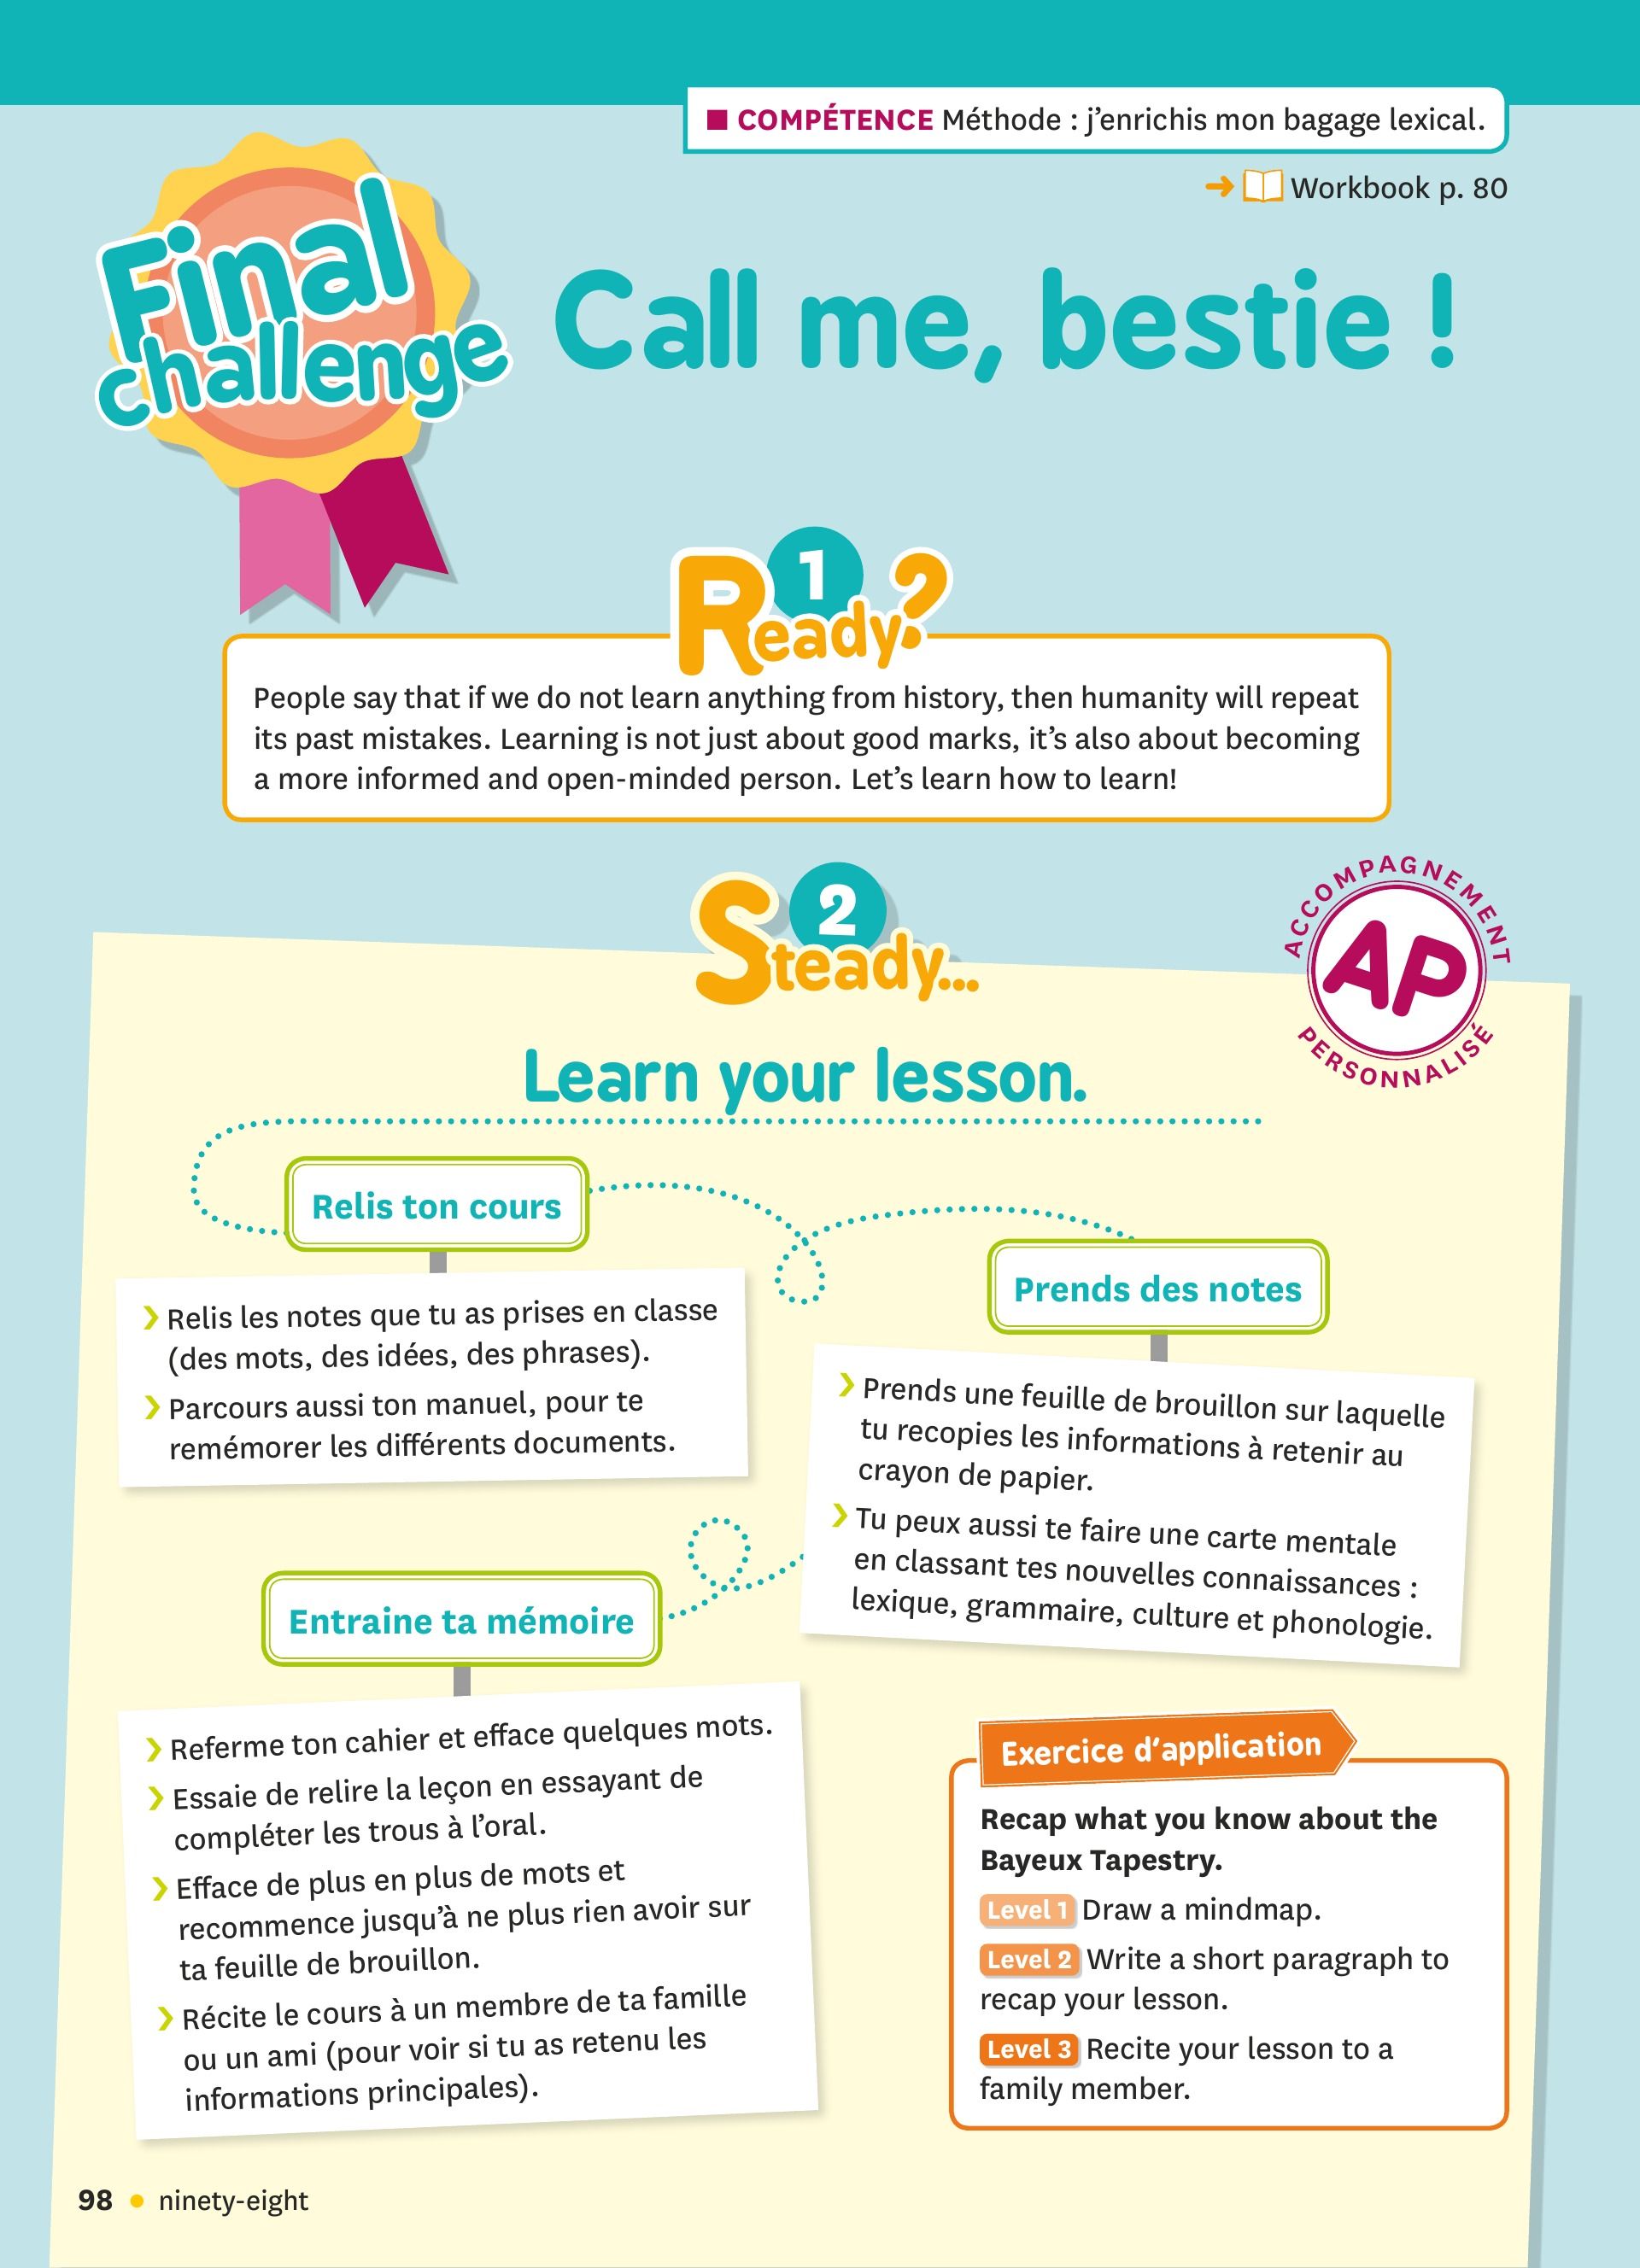 ■ COMPÉTENCE Méthode : j’enrichis mon bagage lexical.
➜ Workbook p. 80
Final
challenge
Call me, bestie !
1
Ready?
People say that if we do not learn anything from history, then humanity will repeat
its past mistakes. Learning is not just about good marks, it’s also about becoming
a more informed and open-minded person. Let’s learn how to learn!
2
Steady...
ACCOMPAGNEMENT
AP
PERSONNALISÉ
Learn your lesson.
Relis ton cours
❯ Relis les notes que tu as prises en classe
(des mots, des idées, des phrases).
❯ Parcours aussi ton manuel, pour te
remémorer les différents documents.
Prends des notes
❯ Prends une feuille de brouillon sur laquelle
tu recopies les informations à retenir au
crayon de papier.
❯ Tu peux aussi te faire une carte mentale
en classant tes nouvelles connaissances :
lexique, grammaire, culture et phonologie.
Entraine ta mémoire
❯ Referme ton cahier et efface quelques mots.
❯ Essaie de relire la leçon en essayant de
compléter les trous à l’oral.
❯ Efface de plus en plus de mots et
recommence jusqu’à ne plus rien avoir sur
ta feuille de brouillon.
❯ Récite le cours à un membre de ta famille
ou un ami (pour voir si tu as retenu les
informations principales).
Exercice d’application
Recap what you know about the
Bayeux Tapestry.
Level 1 Draw a mindmap.
Level 2 Write a short paragraph to
recap your lesson.
Level 3 Recite your lesson to a
family member.
98 • ninety-eight